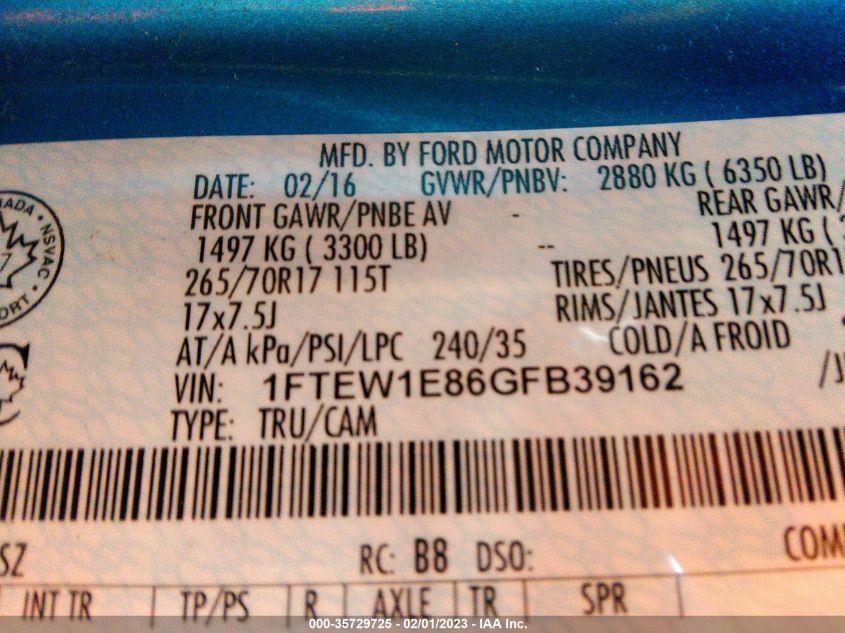 MFD. BY FORD MOTOR COMPANY
DATE: 02/16 GVWR/PNBV: 2880 KG ( 6350 LB)
FRONT GAWR/PNBE AV - REAR GAWR/
1497 KG ( 3300 LB) -- 1497 KG (
265/70R17 115T TIRES/PNEUS 265/70R1
17x7.5J RIMS/JANTES 17x7.5J
AT/A kPa/PSI/LPC 240/35 COLD/A FROID
VIN: 1FTEW1E86GFB39162
TYPE: TRU/CAM
NSVAC
RC: B8 DSO:
INT TR TP/PS R AXLE TR SPR
000-35729725 - 02/01/2023 - IAA Inc.